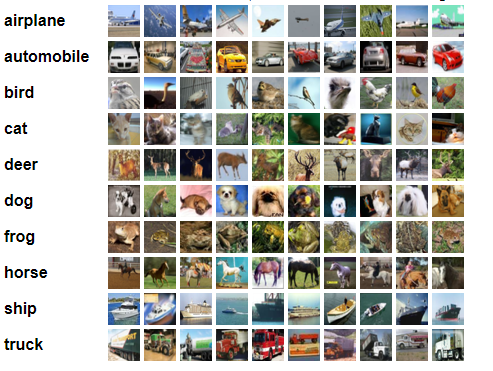 airplane
automobile
bird
cat
deer
dog
frog
horse
ship
truck